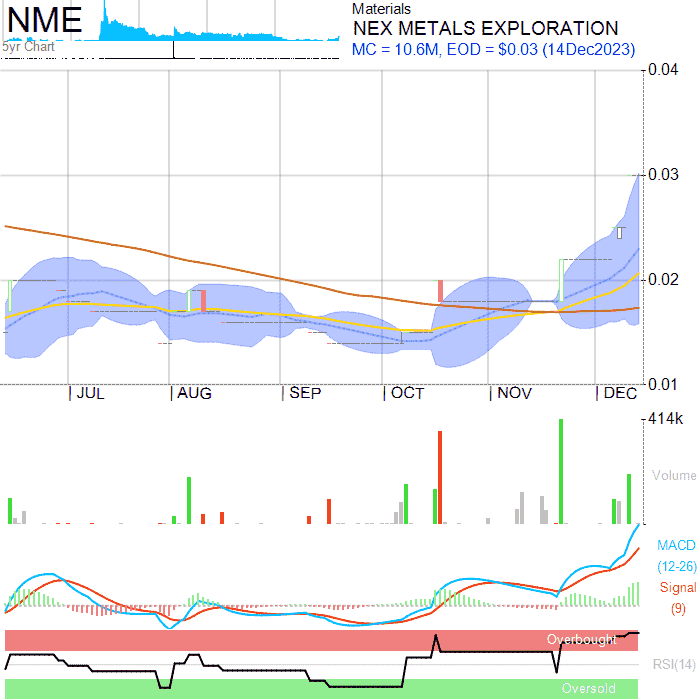 NME
5yr Chart
Materials
NEX METALS EXPLORATION
MC = 10.6M, EOD = $0.03 (14Dec2023)
0.04
0.03
0.02
0.01
JUL AUG SEP OCT NOV DEC
414k
Volume
MACD
(12-26)
Signal
(9)
Overbought
RSI(14)
Oversold